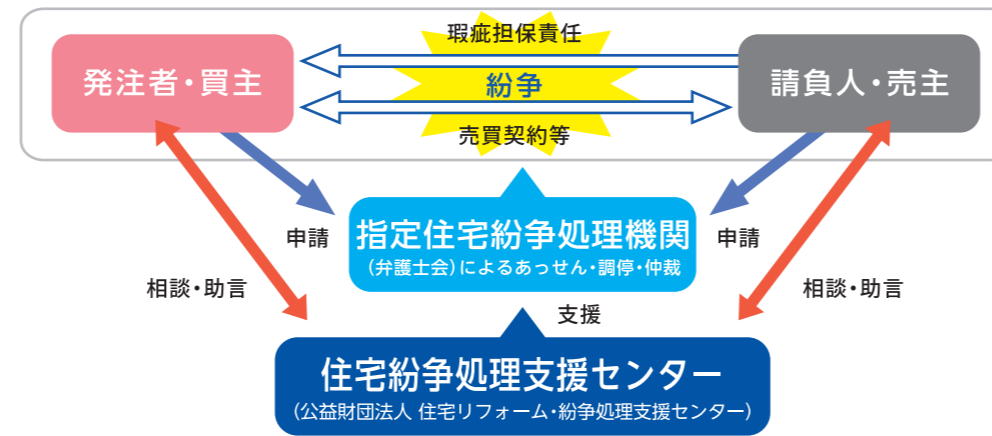 瑕疵担保責任
発注者・買主
紛争
請負人・売主
売買契約等
指定住宅紛争処理機関
(弁護士会)によるあっせん・調停・仲裁
申請
申請
相談・助言
相談・助言
支援
住宅紛争処理支援センター
(公益財団法人 住宅リフォーム・紛争処理支援センター)